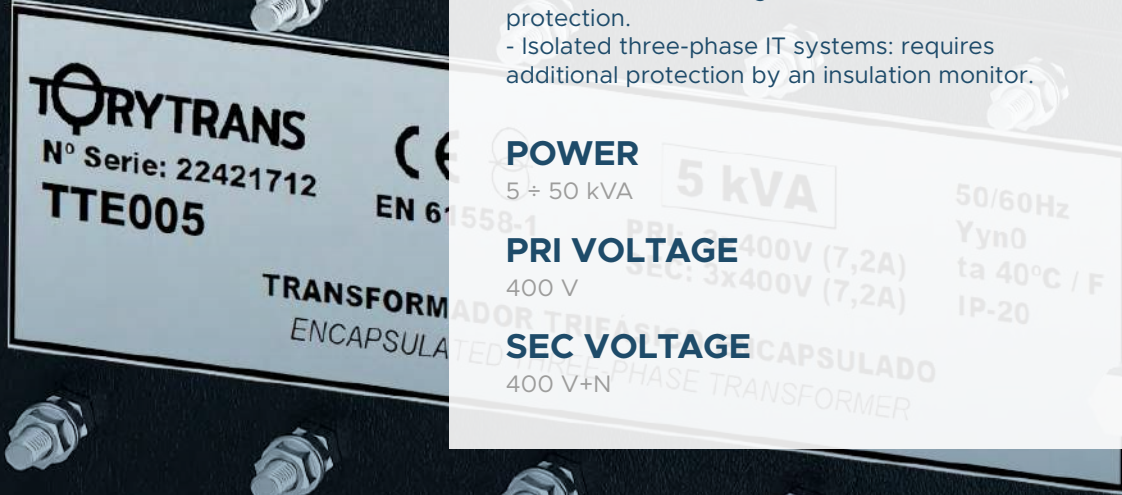 protection.
- Isolated three-phase IT systems: requires
additional protection by an insulation monitor.
POWER
5 ÷ 50 kVA
PRI VOLTAGE
400 V
SEC VOLTAGE
400 V+N
TORYTRANS
Nº Serie: 22421712
TTE005
CE
EN 61558-1
5 kVA
PRI: 3x400V (7,2A)
SEC: 3x400V (7,2A)
50/60Hz
Yyn0
ta 40ºC / F
IP-20
TRANSFORMADOR TRIFÁSICO ENCAPSULADO
ENCAPSULATED THREE-PHASE TRANSFORMER